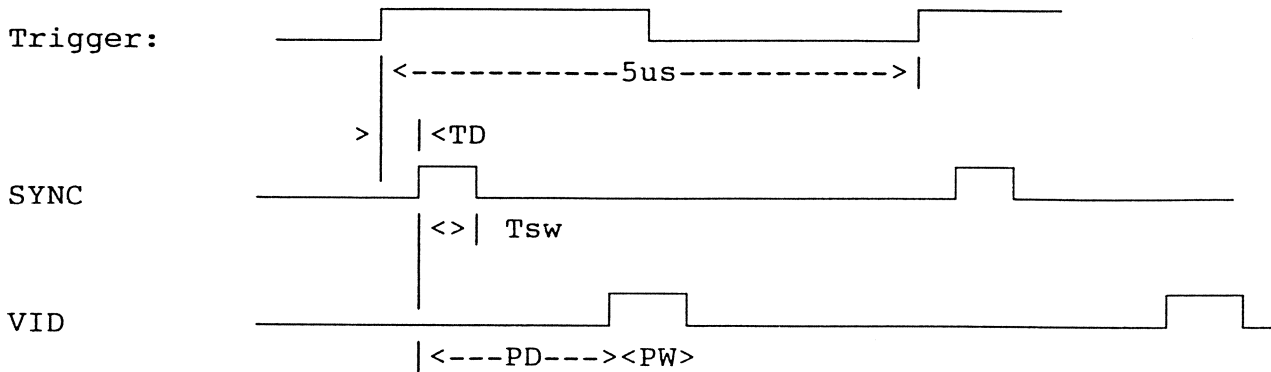 Trigger:
|<-----------5us----------->|
> |<TD
SYNC
|<>| Tsw
VID
|<---PD---><PW>